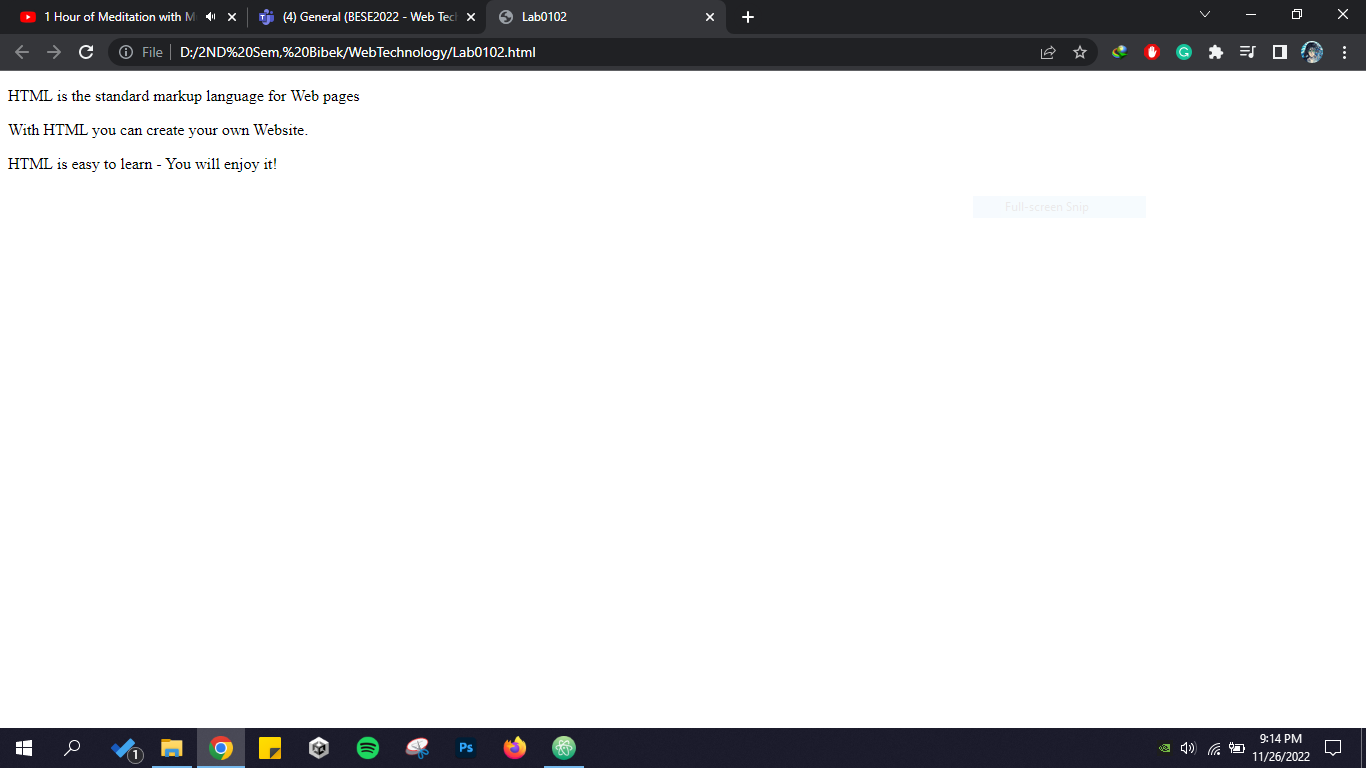 1 Hour of Meditation with M
(4) General (BESE2022 - Web Tec
Lab0102
File
D:/2ND%20Sem,%20Bibek/WebTechnology/Lab0102.html
HTML is the standard markup language for Web pages
With HTML you can create your own Website.
HTML is easy to learn - You will enjoy it!
Full-screen Snip
1
Ps
9:14 PM
11/26/2022